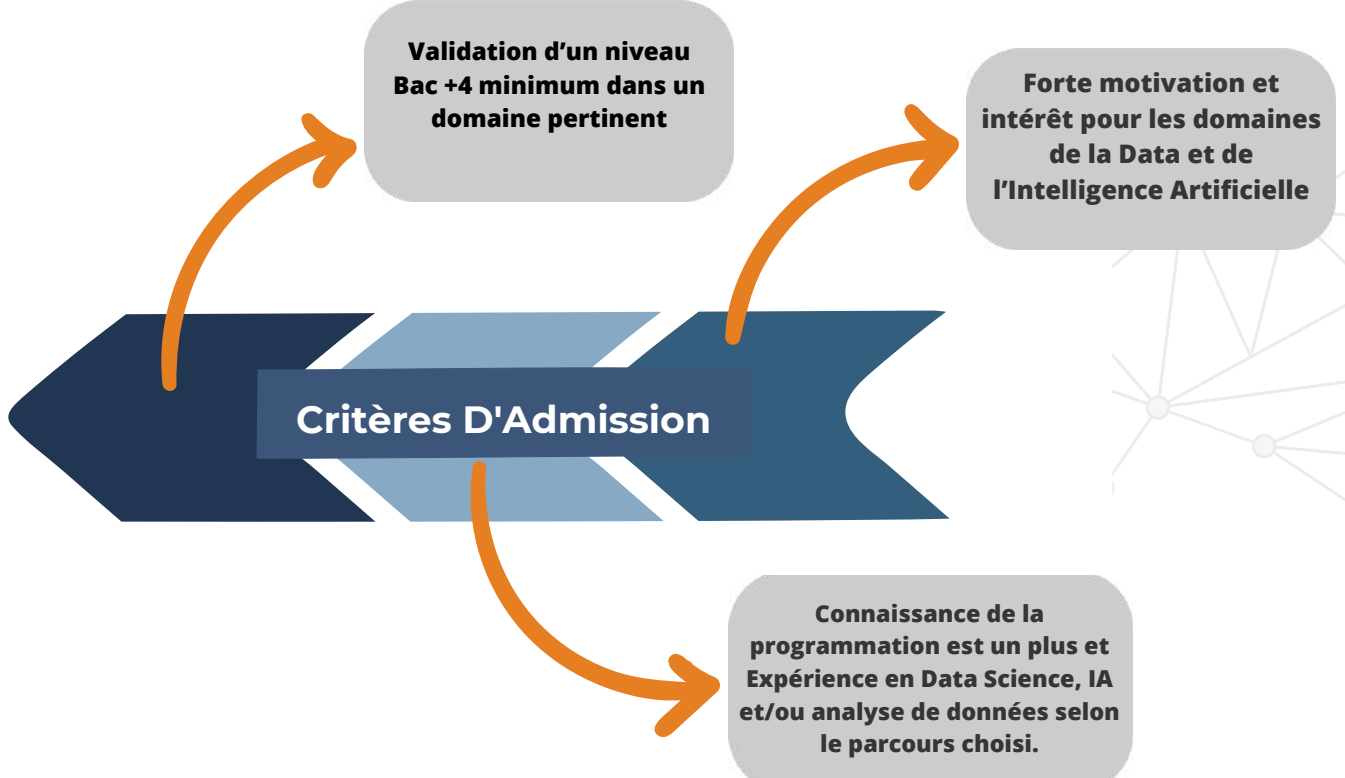 Validation d’un niveau
Bac +4 minimum dans un
domaine pertinent
Forte motivation et
intérêt pour les domaines
de la Data et de
l’Intelligence Artificielle
Critères D'Admission
Connaissance de la
programmation est un plus et
Expérience en Data Science, IA
et/ou analyse de données selon
le parcours choisi.